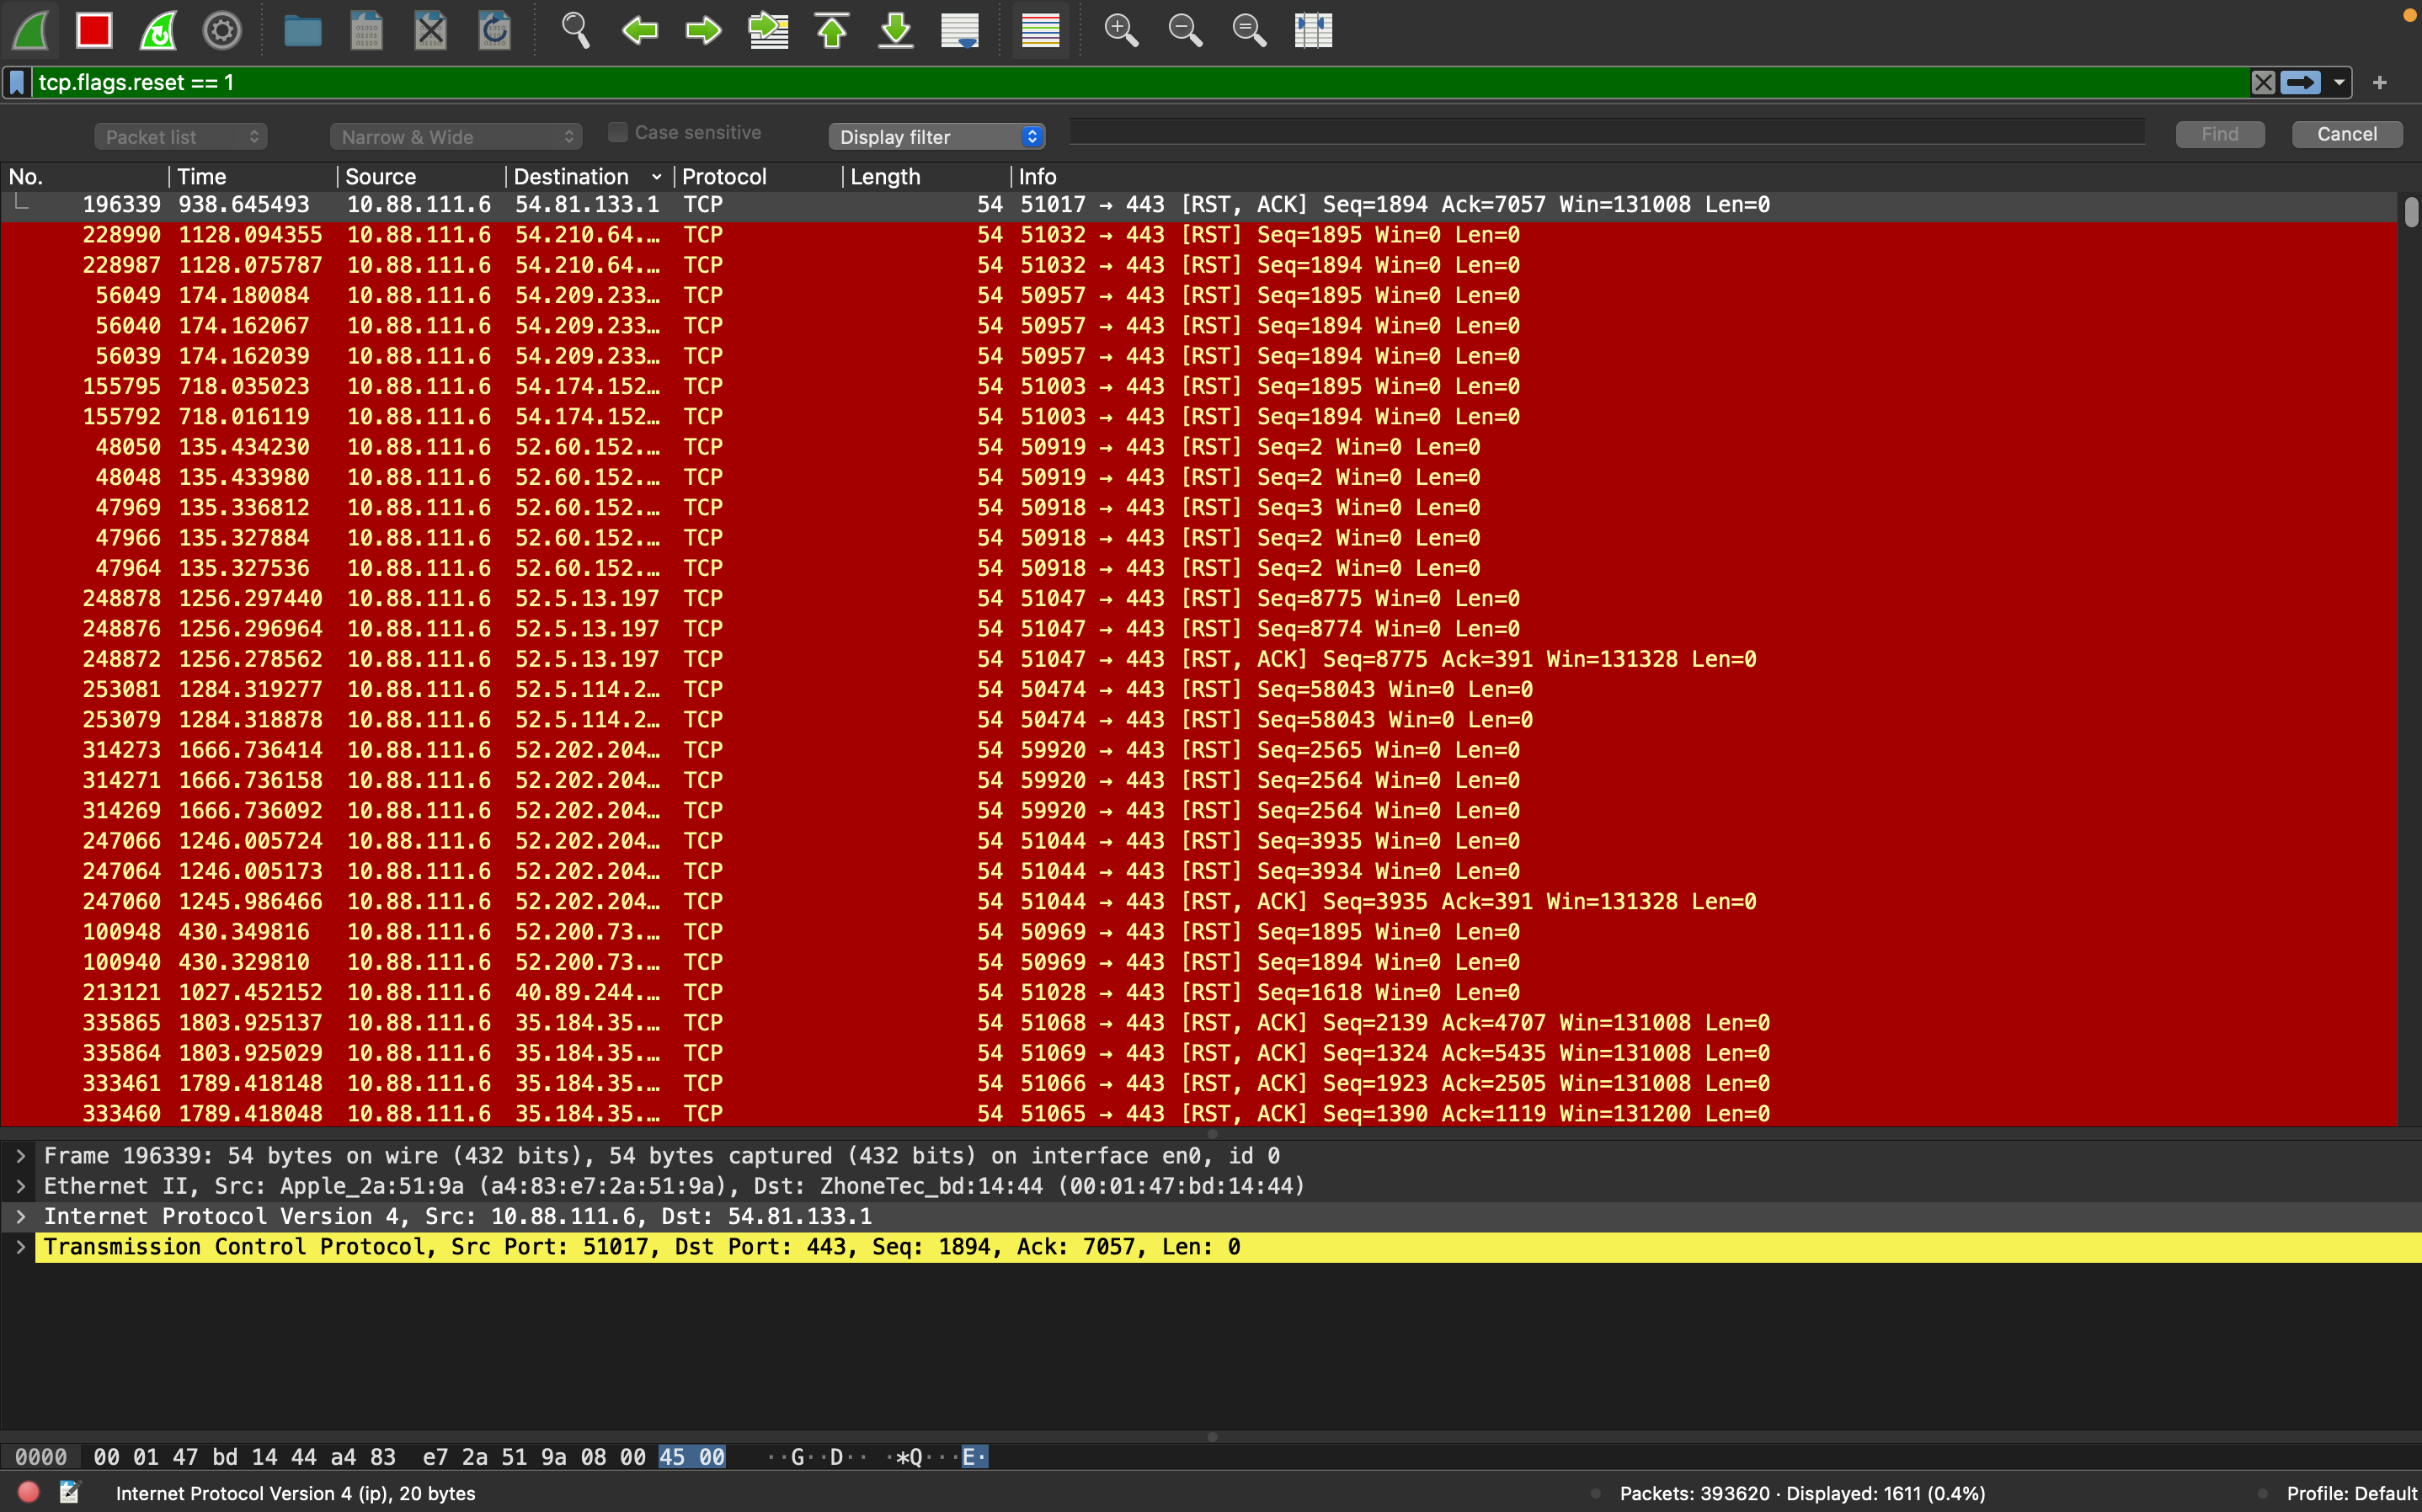 tcp.flags.reset == 1
Packet list Narrow & Wide Case sensitive Display filter Find Cancel
No. Time Source Destination Protocol Length Info
196339 938.645493 10.88.111.6 54.81.133.1 TCP 54 51017 → 443 [RST, ACK] Seq=1894 Ack=7057 Win=131008 Len=0
228990 1128.094355 10.88.111.6 54.210.64.… TCP 54 51032 → 443 [RST] Seq=1895 Win=0 Len=0
228987 1128.075787 10.88.111.6 54.210.64.… TCP 54 51032 → 443 [RST] Seq=1894 Win=0 Len=0
56049 174.180084 10.88.111.6 54.209.233… TCP 54 50957 → 443 [RST] Seq=1895 Win=0 Len=0
56040 174.162067 10.88.111.6 54.209.233… TCP 54 50957 → 443 [RST] Seq=1894 Win=0 Len=0
56039 174.162039 10.88.111.6 54.209.233… TCP 54 50957 → 443 [RST] Seq=1894 Win=0 Len=0
155795 718.035023 10.88.111.6 54.174.152… TCP 54 51003 → 443 [RST] Seq=1895 Win=0 Len=0
155792 718.016119 10.88.111.6 54.174.152… TCP 54 51003 → 443 [RST] Seq=1894 Win=0 Len=0
48050 135.434230 10.88.111.6 52.60.152.… TCP 54 50919 → 443 [RST] Seq=2 Win=0 Len=0
48048 135.433980 10.88.111.6 52.60.152.… TCP 54 50919 → 443 [RST] Seq=2 Win=0 Len=0
47969 135.336812 10.88.111.6 52.60.152.… TCP 54 50918 → 443 [RST] Seq=3 Win=0 Len=0
47966 135.327884 10.88.111.6 52.60.152.… TCP 54 50918 → 443 [RST] Seq=2 Win=0 Len=0
47964 135.327536 10.88.111.6 52.60.152.… TCP 54 50918 → 443 [RST] Seq=2 Win=0 Len=0
248878 1256.297440 10.88.111.6 52.5.13.197 TCP 54 51047 → 443 [RST] Seq=8775 Win=0 Len=0
248876 1256.296964 10.88.111.6 52.5.13.197 TCP 54 51047 → 443 [RST] Seq=8774 Win=0 Len=0
248872 1256.278562 10.88.111.6 52.5.13.197 TCP 54 51047 → 443 [RST, ACK] Seq=8775 Ack=391 Win=131328 Len=0
253081 1284.319277 10.88.111.6 52.5.114.2… TCP 54 50474 → 443 [RST] Seq=58043 Win=0 Len=0
253079 1284.318878 10.88.111.6 52.5.114.2… TCP 54 50474 → 443 [RST] Seq=58043 Win=0 Len=0
314273 1666.736414 10.88.111.6 52.202.204… TCP 54 59920 → 443 [RST] Seq=2565 Win=0 Len=0
314271 1666.736158 10.88.111.6 52.202.204… TCP 54 59920 → 443 [RST] Seq=2564 Win=0 Len=0
314269 1666.736092 10.88.111.6 52.202.204… TCP 54 59920 → 443 [RST] Seq=2564 Win=0 Len=0
247066 1246.005724 10.88.111.6 52.202.204… TCP 54 51044 → 443 [RST] Seq=3935 Win=0 Len=0
247064 1246.005173 10.88.111.6 52.202.204… TCP 54 51044 → 443 [RST] Seq=3934 Win=0 Len=0
247060 1245.986466 10.88.111.6 52.202.204… TCP 54 51044 → 443 [RST, ACK] Seq=3935 Ack=391 Win=131328 Len=0
100948 430.349816 10.88.111.6 52.200.73.… TCP 54 50969 → 443 [RST] Seq=1895 Win=0 Len=0
100940 430.329810 10.88.111.6 52.200.73.… TCP 54 50969 → 443 [RST] Seq=1894 Win=0 Len=0
213121 1027.452152 10.88.111.6 40.89.244.… TCP 54 51028 → 443 [RST] Seq=1618 Win=0 Len=0
335865 1803.925137 10.88.111.6 35.184.35.… TCP 54 51068 → 443 [RST, ACK] Seq=2139 Ack=4707 Win=131008 Len=0
335864 1803.925029 10.88.111.6 35.184.35.… TCP 54 51069 → 443 [RST, ACK] Seq=1324 Ack=5435 Win=131008 Len=0
333461 1789.418148 10.88.111.6 35.184.35.… TCP 54 51066 → 443 [RST, ACK] Seq=1923 Ack=2505 Win=131008 Len=0
333460 1789.418048 10.88.111.6 35.184.35.… TCP 54 51065 → 443 [RST, ACK] Seq=1390 Ack=1119 Win=131200 Len=0
Frame 196339: 54 bytes on wire (432 bits), 54 bytes captured (432 bits) on interface en0, id 0
Ethernet II, Src: Apple_2a:51:9a (a4:83:e7:2a:51:9a), Dst: ZhoneTec_bd:14:44 (00:01:47:bd:14:44)
Internet Protocol Version 4, Src: 10.88.111.6, Dst: 54.81.133.1
Transmission Control Protocol, Src Port: 51017, Dst Port: 443, Seq: 1894, Ack: 7057, Len: 0
0000 00 01 47 bd 14 44 a4 83 e7 2a 51 9a 08 00 45 00 ··G··D·· ·*Q···E·
Internet Protocol Version 4 (ip), 20 bytes Packets: 393620 · Displayed: 1611 (0.4%) Profile: Default